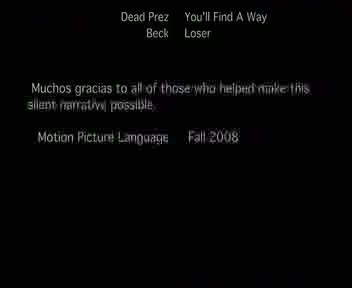 Dead Prez You'll Find A Way
Beck Loser
Muchos gracias to all of those who helped make this
silent narrative possible.
Motion Picture Language Fall 2008